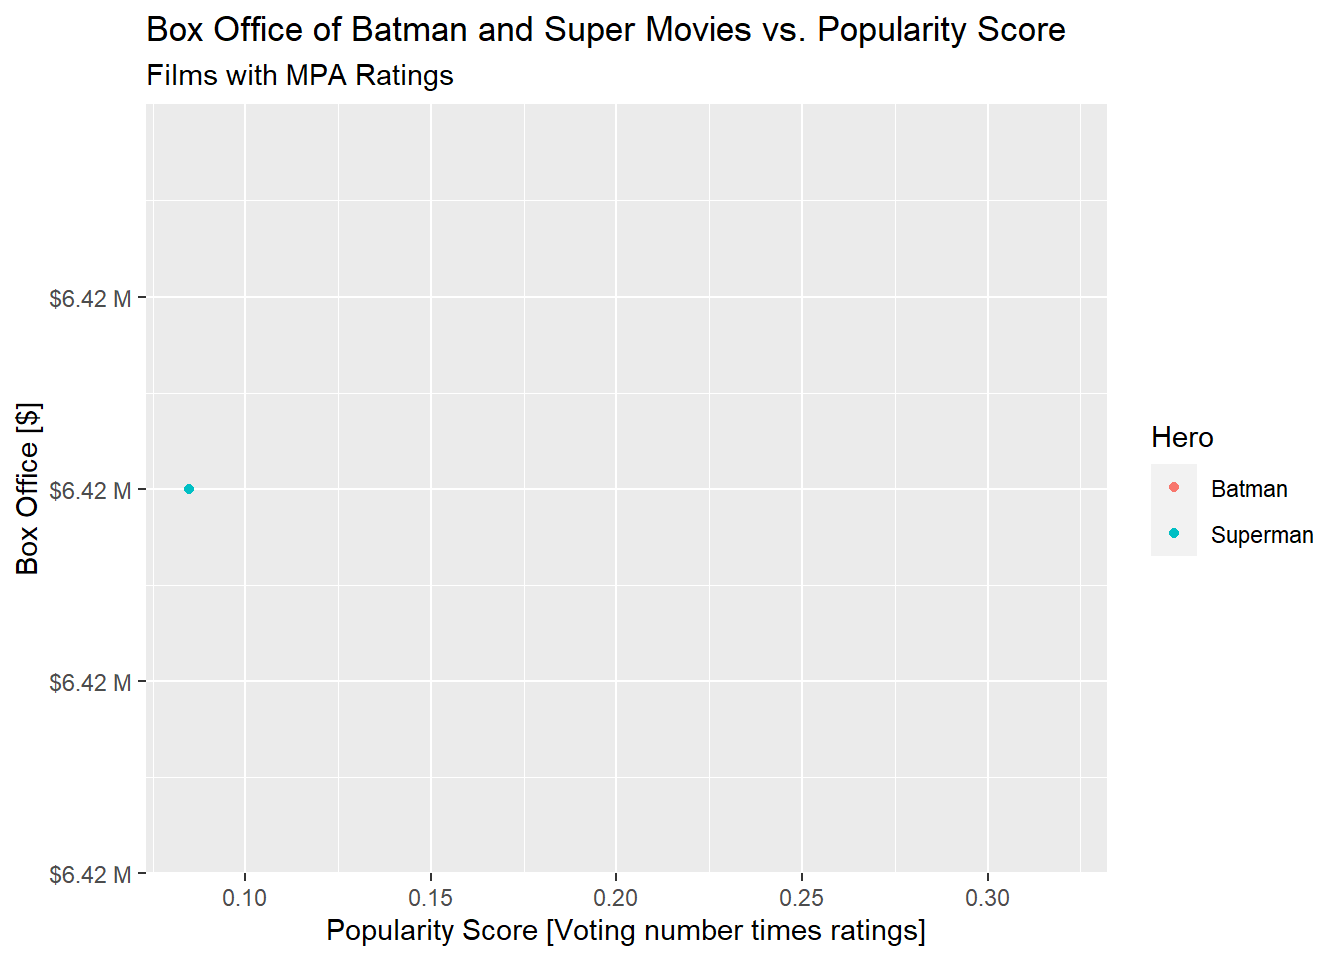 Box Office of Batman and Super Movies vs. Popularity Score
Films with MPA Ratings
$6.42 M
$6.42 M
$6.42 M
$6.42 M
Box Office [$]
0.10
0.15
0.20
0.25
0.30
Popularity Score [Voting number times ratings]
Hero
Batman
Superman